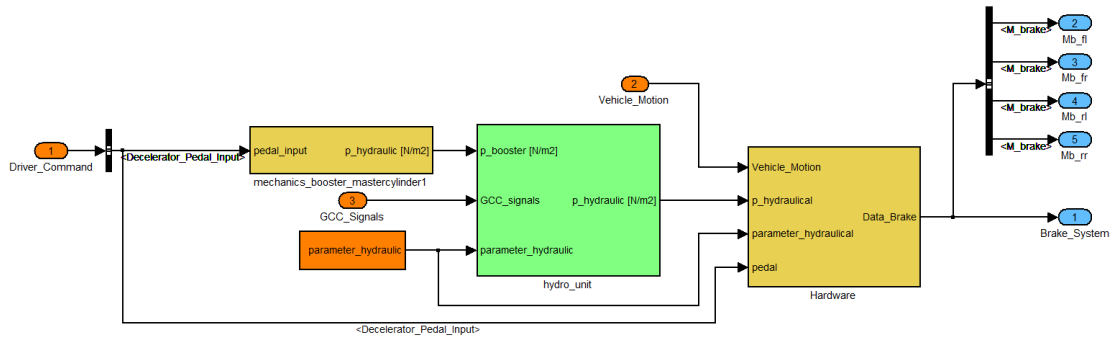 1
Driver_Command
<Decelerator_Pedal_Input>
pedal_input
p_hydraulic [N/m2]
mechanics_booster_mastercylinder1
3
GCC_Signals
parameter_hydraulic
2
Vehicle_Motion
p_booster [N/m2]
GCC_signals
p_hydraulic [N/m2]
parameter_hydraulic
hydro_unit
<Decelerator_Pedal_Input>
Vehicle_Motion
p_hydraulical
Data_Brake
parameter_hydraulical
pedal
Hardware
<M_brake>
2
Mb_fl
<M_brake>
3
Mb_fr
<M_brake>
4
Mb_rl
<M_brake>
5
Mb_rr
1
Brake_System